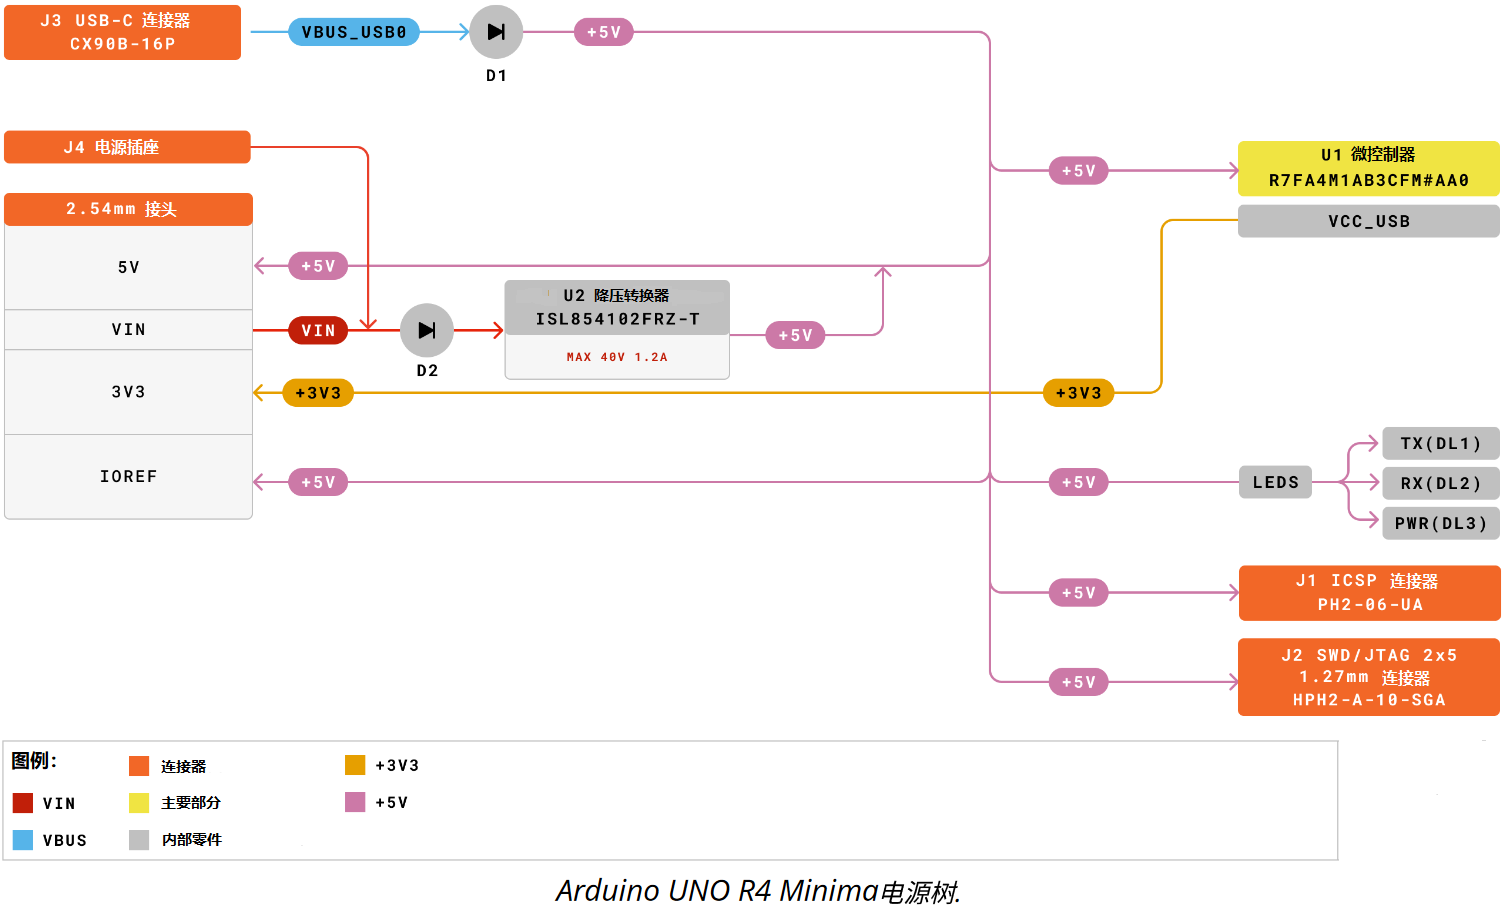 J3 USB-C 连接器
CX90B-16P
VBUS_USB0
+5V
D1
J4 电源插座
U1 微控制器
R7FA4M1AB3CFM#AA0
+5V
2.54mm 接头
VCC_USB
5V
+5V
U2 降压转换器
ISL854102FRZ-T
VIN
VIN
+5V
MAX 40V 1.2A
D2
3V3
+3V3
+3V3
TX(DL1)
IOREF
+5V
+5V
LEDS
RX(DL2)
PWR(DL3)
+5V
J1 ICSP 连接器
PH2-06-UA
+5V
J2 SWD/JTAG 2x5
1.27mm 连接器
HPH2-A-10-SGA
图例:
连接器
+3V3
VIN
主要部分
+5V
VBUS
内部零件
Arduino UNO R4 Minima电源树.